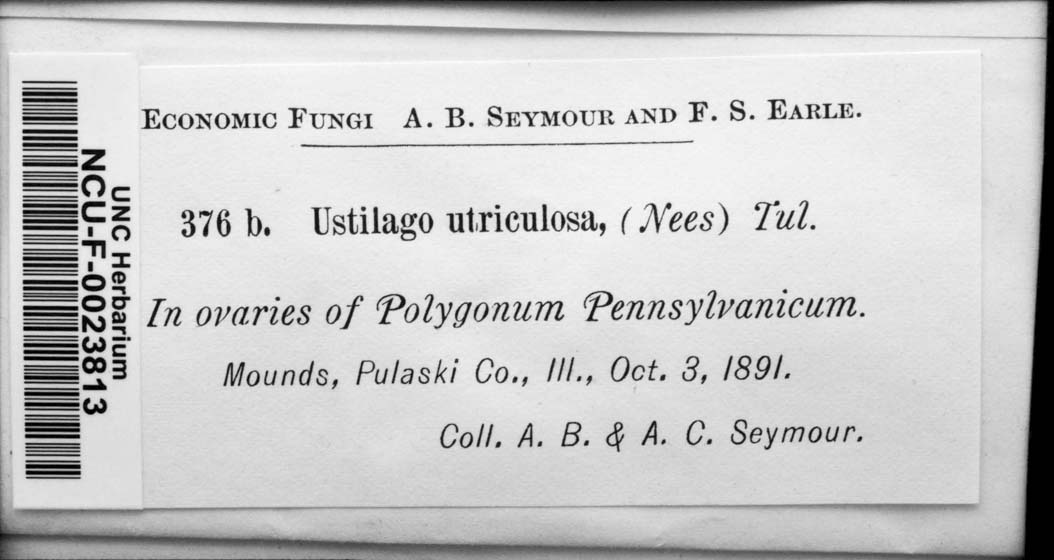 ECONOMIC FUNGI A. B. SEYMOUR AND F. S. EARLE.
376 b. Ustilago utriculosa, (Nees) Tul.
In ovaries of Polygonum Pennsylvanicum.
Mounds, Pulaski Co., Ill., Oct. 3, 1891.
Coll. A. B. & A. C. Seymour.
UNC Herbarium
NCU-F-0023813